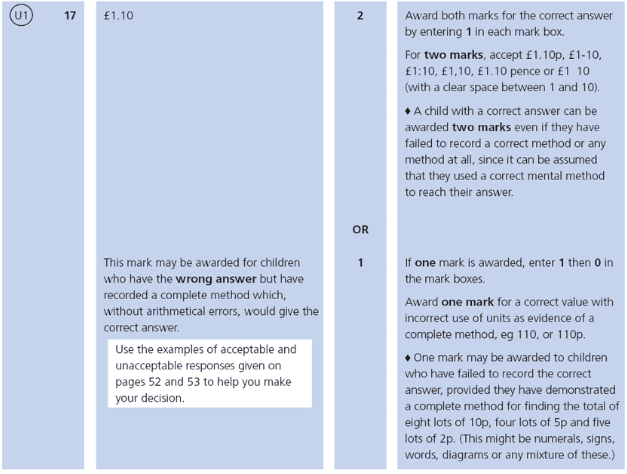 U1 17 £1.10 2 Award both marks for the correct answer
by entering 1 in each mark box.
For two marks, accept £1.10p, £1-10,
£1:10, £1,10, £1.10 pence or £1 10
(with a clear space between 1 and 10).
♦ A child with a correct answer can be
awarded two marks even if they have
failed to record a correct method or any
method at all, since it can be assumed
that they used a correct mental method
to reach their answer.
OR
This mark may be awarded for children
who have the wrong answer but have
recorded a complete method which,
without arithmetical errors, would give the
correct answer.
Use the examples of acceptable and
unacceptable responses given on
pages 52 and 53 to help you make
your decision.
1
If one mark is awarded, enter 1 then 0 in
the mark boxes.
Award one mark for a correct value with
incorrect use of units as evidence of a
complete method, eg 110, or 110p.
♦ One mark may be awarded to children
who have failed to record the correct
answer, provided they have demonstrated
a complete method for finding the total of
eight lots of 10p, four lots of 5p and five
lots of 2p. (This might be numerals, signs,
words, diagrams or any mixture of these.)